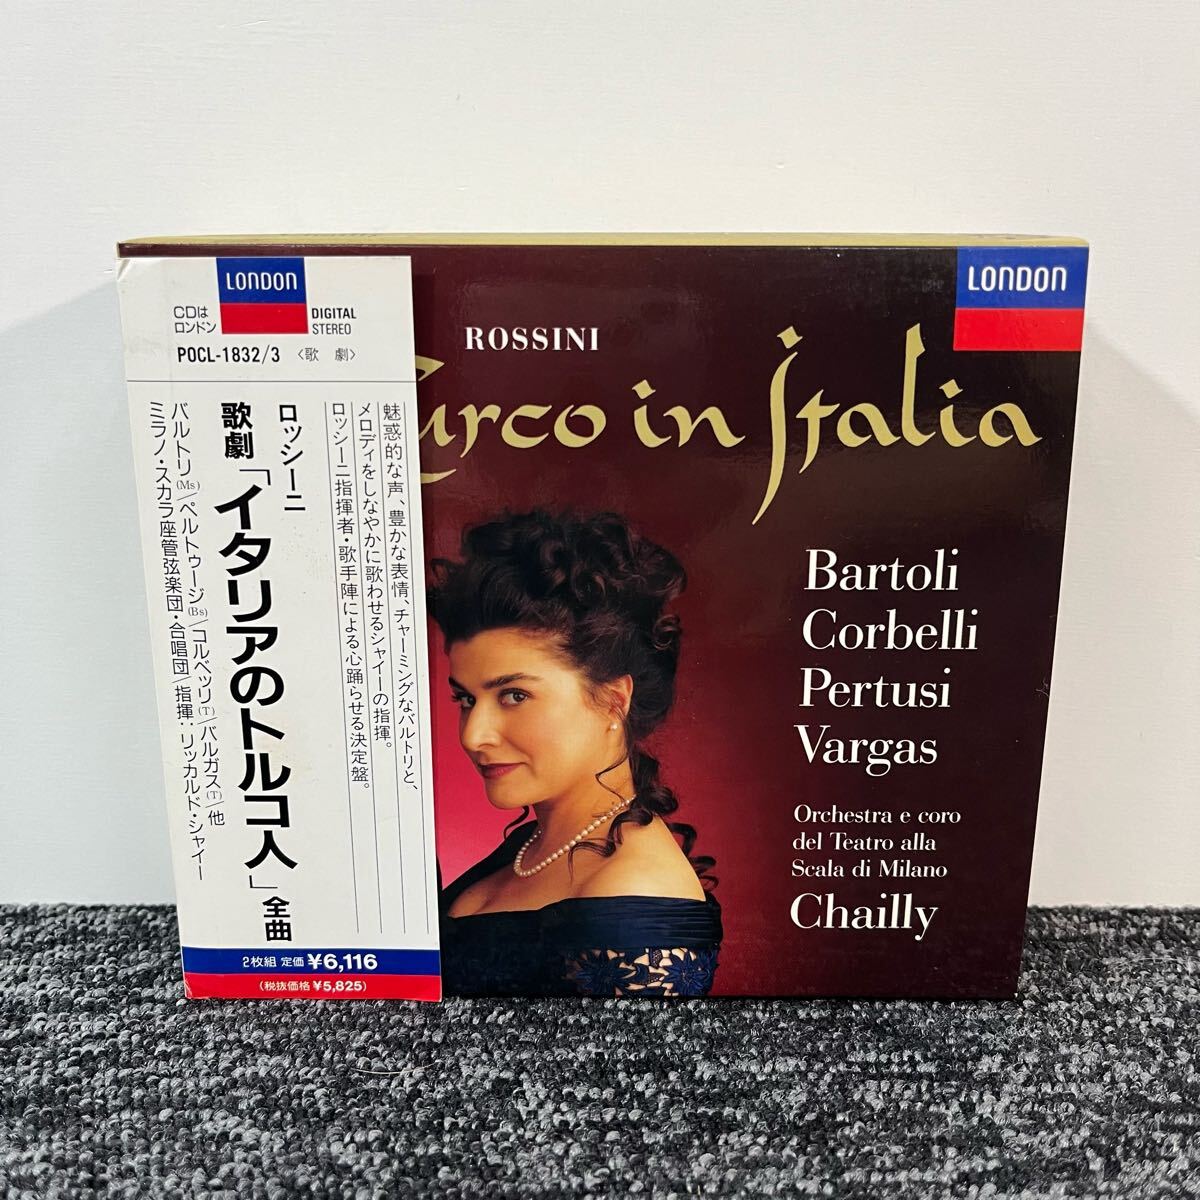 LONDON
CDは
ロンドン
DIGITAL
STEREO
POCL-1832/3 〈歌劇〉
魅惑的な声、豊かな表情、チャーミングなバルトリと、
メロディをしなやかに歌わせるシャイーの指揮。
ロッシーニ指揮者・歌手陣による心踊らせる決定盤。
ロッシーニ
歌劇「イタリアのトルコ人」全曲
バルトリ(Ms)/ペルトゥージ(Bs)/コルベッリ(T)/バルガス(T)/他
ミラノ・スカラ座管弦楽団・合唱団/指揮:リッカルド・シャイー
2枚組 定価 ¥6,116
(税抜価格 ¥5,825)
LONDON
ROSSINI
urco in Italia
Bartoli
Corbelli
Pertusi
Vargas
Orchestra e coro
del Teatro alla
Scala di Milano
Chailly